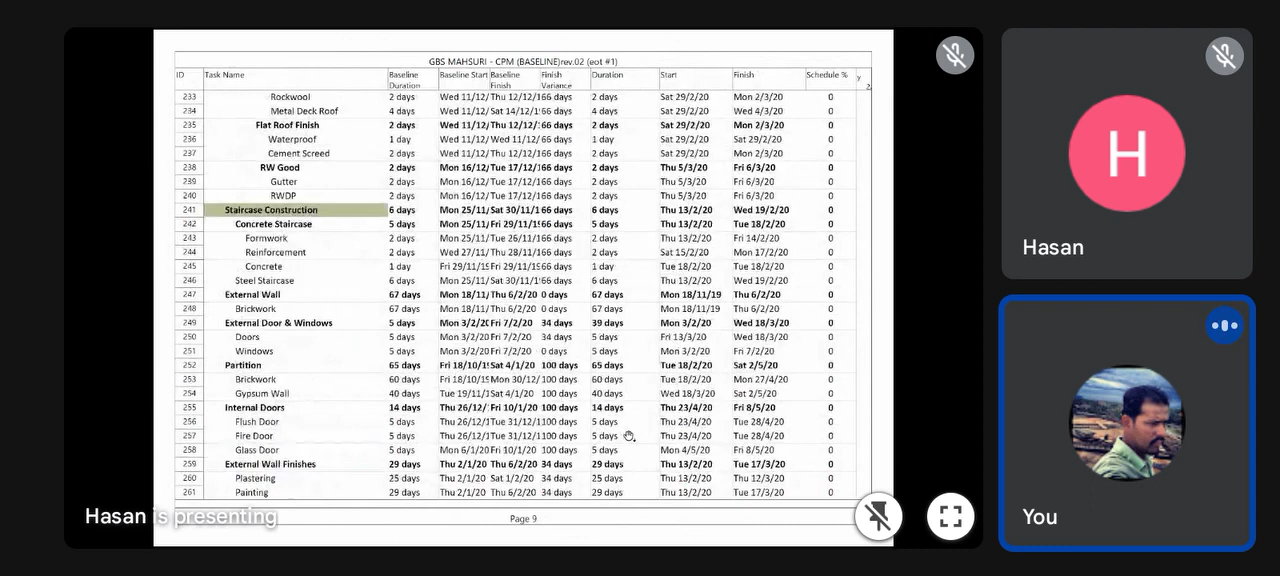 GBS MAHSURI - CPM (BASELINE)rev.02 (eot #1)
ID Task Name Baseline Duration Baseline Start Baseline Finish Finish Variance Duration Start Finish Schedule % y 2
233 Rockwool 2 days Wed 11/12/ Thu 12/12/1 66 days 2 days Sat 29/2/20 Mon 2/3/20 0
234 Metal Deck Roof 4 days Wed 11/12/ Sat 14/12/1 66 days 4 days Sat 29/2/20 Wed 4/3/20 0
235 Flat Roof Finish 2 days Wed 11/12/ Thu 12/12/ 66 days 2 days Sat 29/2/20 Mon 2/3/20 0
236 Waterproof 1 day Wed 11/12/ Wed 11/12/ 66 days 1 day Sat 29/2/20 Sat 29/2/20 0
237 Cement Screed 2 days Wed 11/12/ Thu 12/12/1 66 days 2 days Sat 29/2/20 Mon 2/3/20 0
238 RW Good 2 days Mon 16/12/ Tue 17/12/ 66 days 2 days Thu 5/3/20 Fri 6/3/20 0
239 Gutter 2 days Mon 16/12/ Tue 17/12/ 66 days 2 days Thu 5/3/20 Fri 6/3/20 0
240 RWDP 2 days Mon 16/12/ Tue 17/12/ 66 days 2 days Thu 5/3/20 Fri 6/3/20 0
241 Staircase Construction 6 days Mon 25/11/ Sat 30/11/1 66 days 6 days Thu 13/2/20 Wed 19/2/20 0
242 Concrete Staircase 5 days Mon 25/11/ Fri 29/11/1 66 days 5 days Thu 13/2/20 Tue 18/2/20 0
243 Formwork 2 days Mon 25/11/ Tue 26/11/1 66 days 2 days Thu 13/2/20 Fri 14/2/20 0
244 Reinforcement 2 days Wed 27/11/ Thu 28/11/1 66 days 2 days Sat 15/2/20 Mon 17/2/20 0
245 Concrete 1 day Fri 29/11/1 Fri 29/11/1 66 days 1 day Tue 18/2/20 Tue 18/2/20 0
246 Steel Staircase 6 days Mon 25/11/ Sat 30/11/1 66 days 6 days Thu 13/2/20 Wed 19/2/20 0
247 External Wall 67 days Mon 18/11/ Thu 6/2/20 0 days 67 days Mon 18/11/19 Thu 6/2/20 0
248 Brickwork 67 days Mon 18/11/ Thu 6/2/20 0 days 67 days Mon 18/11/19 Thu 6/2/20 0
249 External Door & Windows 5 days Mon 3/2/2 Fri 7/2/20 34 days 39 days Mon 3/2/20 Wed 18/3/20 0
250 Doors 5 days Mon 3/2/20 Fri 7/2/20 34 days 5 days Fri 13/3/20 Wed 18/3/20 0
251 Windows 5 days Mon 3/2/20 Fri 7/2/20 0 days 5 days Mon 3/2/20 Fri 7/2/20 0
252 Partition 65 days Fri 18/10/1 Sat 4/1/20 100 days 65 days Tue 18/2/20 Sat 2/5/20 0
253 Brickwork 60 days Fri 18/10/1 Mon 30/12/ 100 days 60 days Tue 18/2/20 Mon 27/4/20 0
254 Gypsum Wall 40 days Tue 19/11/1 Sat 4/1/20 100 days 40 days Wed 18/3/20 Sat 2/5/20 0
255 Internal Doors 14 days Thu 26/12/ Fri 10/1/20 100 days 14 days Thu 23/4/20 Fri 8/5/20 0
256 Flush Door 5 days Thu 26/12/1 Tue 31/12/1 100 days 5 days Thu 23/4/20 Tue 28/4/20 0
257 Fire Door 5 days Thu 26/12/1 Tue 31/12/1 100 days 5 days Thu 23/4/20 Tue 28/4/20 0
258 Glass Door 5 days Mon 6/1/20 Fri 10/1/20 100 days 5 days Mon 4/5/20 Fri 8/5/20 0
259 External Wall Finishes 29 days Thu 2/1/20 Thu 6/2/20 34 days 29 days Thu 13/2/20 Tue 17/3/20 0
260 Plastering 25 days Thu 2/1/20 Sat 1/2/20 34 days 25 days Thu 13/2/20 Thu 12/3/20 0
261 Painting 29 days Thu 2/1/20 Thu 6/2/20 34 days 29 days Thu 13/2/20 Tue 17/3/20 0
Page 9
Hasan is presenting
H
Hasan
You